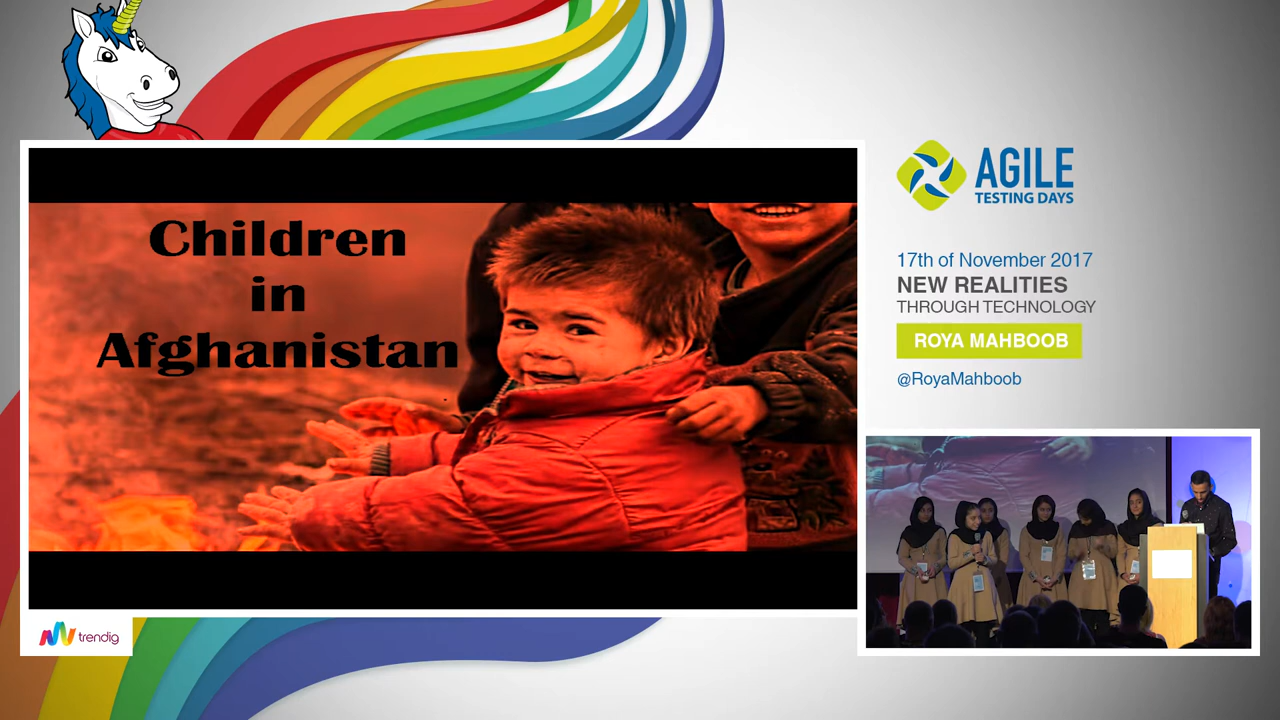 Children
in
Afghanistan
AGILE
TESTING DAYS
17th of November 2017
NEW REALITIES
THROUGH TECHNOLOGY
ROYA MAHBOOB
@RoyaMahboob
trendig